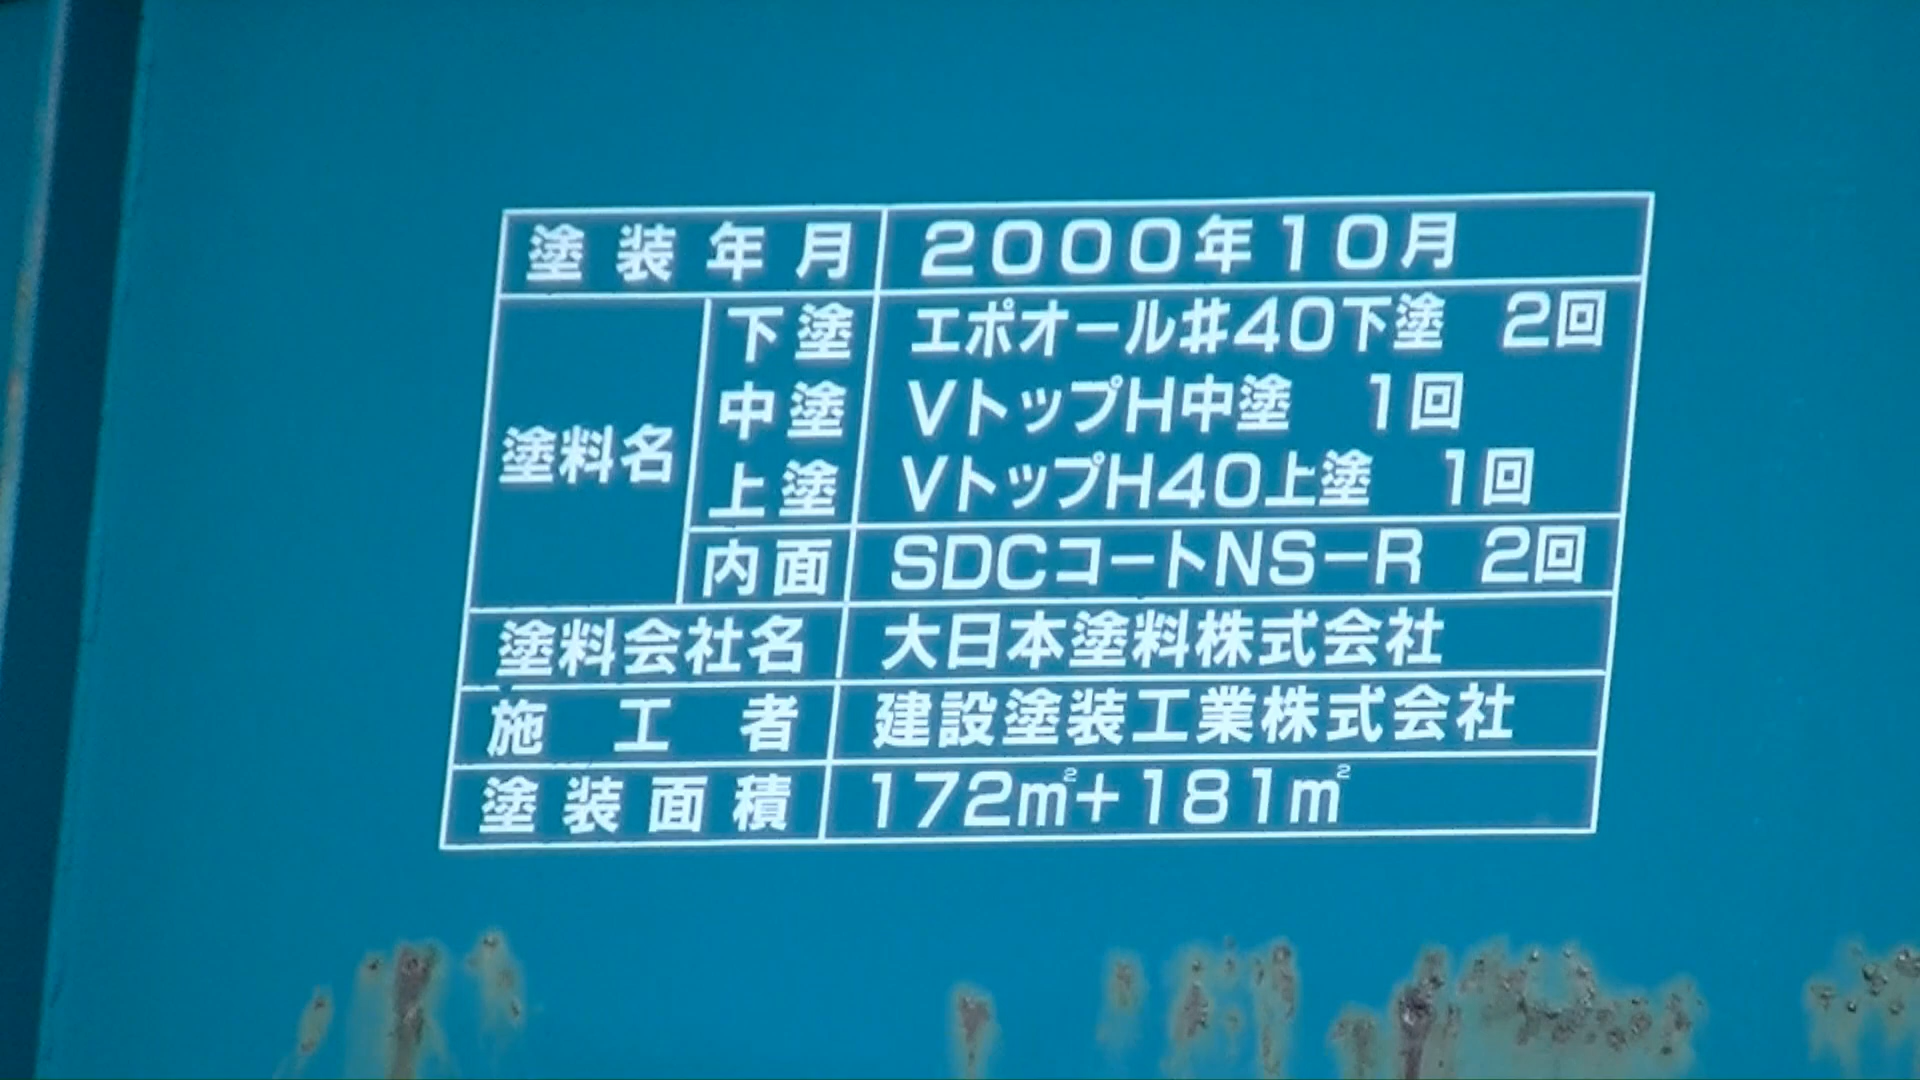 塗装年月 2000年10月
塗料名 下塗 エポオール#40下塗 2回
中塗 VトップH中塗 1回
上塗 VトップH40上塗 1回
内面 SDCコートNS-R 2回
塗料会社名 大日本塗料株式会社
施工者 建設塗装工業株式会社
塗装面積 172㎡+181㎡